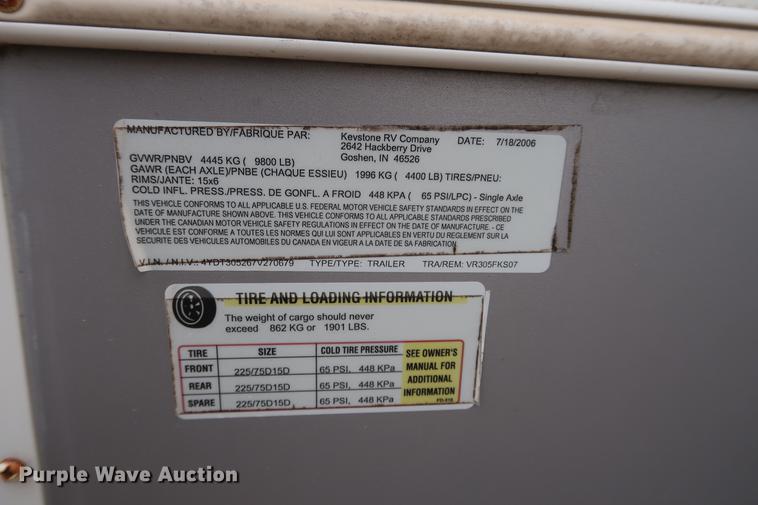 MANUFACTURED BY/FABRIQUE PAR: Keystone RV Company DATE: 7/18/2006
2642 Hackberry Drive
Goshen, IN 46526
GVWR/PNBV 4445 KG ( 9800 LB)
GAWR (EACH AXLE)/PNBE (CHAQUE ESSIEU) 1996 KG ( 4400 LB) TIRES/PNEU:
RIMS/JANTE: 15x6
COLD INFL. PRESS./PRESS. DE GONFL. A FROID 448 KPA ( 65 PSI/LPC) - Single Axle
THIS VEHICLE CONFORMS TO ALL APPLICABLE U.S. FEDERAL MOTOR VEHICLE SAFETY STANDARDS IN EFFECT ON THE
DATE OF MANUFACTURE SHOWN ABOVE. THIS VEHICLE CONFORMS TO ALL APPLICABLE STANDARDS PRESCRIBED
UNDER THE CANADIAN MOTOR VEHICLE SAFETY REGULATIONS IN EFFECT ON THE DATE OF MANUFACTURE. - CE
VEHICULE EST CONFORME A TOUTES LES NORMES QUI LUI SONT APPLICABLES EN VERTU DU REGLEMENT SUR LA
SECURITE DES VEHICULES AUTOMOBILES DU CANADA EN VIGEUR A LA DATE DE SA FABRICATION.
V.I.N. / N.I.V.: 4YDT305267V270679 TYPE/TYPE: TRAILER TRA/REM: VR305FKS07
TIRE AND LOADING INFORMATION
The weight of cargo should never
exceed 862 KG or 1901 LBS.
TIRE SIZE COLD TIRE PRESSURE
FRONT 225/75D15D 65 PSI, 448 KPa
REAR 225/75D15D 65 PSI, 448 KPa
SPARE 225/75D15D 65 PSI, 448 KPa
SEE OWNER'S
MANUAL FOR
ADDITIONAL
INFORMATION
Purple Wave Auction